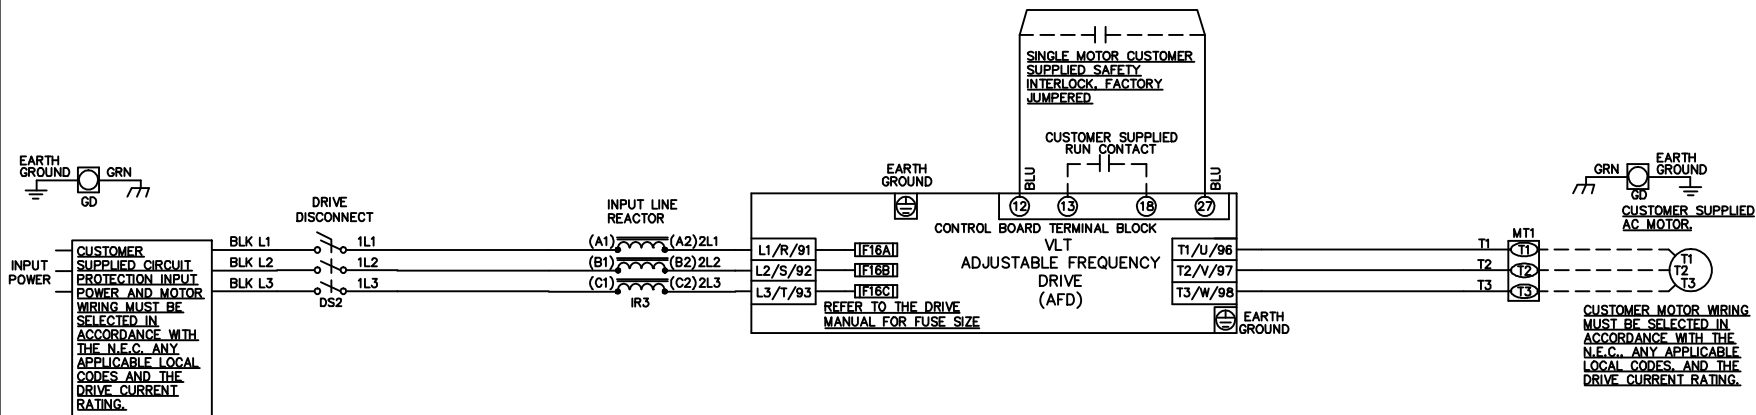 SINGLE MOTOR CUSTOMER
SUPPLIED SAFETY
INTERLOCK, FACTORY
JUMPERED
CUSTOMER SUPPLIED
RUN CONTACT
BLU
BLU
EARTH
GROUND
GRN
GD
EARTH
GROUND
12
13
18
27
CONTROL BOARD TERMINAL BLOCK
GRN
EARTH
GROUND
GD
CUSTOMER SUPPLIED
AC MOTOR.
DRIVE
DISCONNECT
INPUT LINE
REACTOR
INPUT
POWER
CUSTOMER
SUPPLIED CIRCUIT
PROTECTION INPUT
POWER AND MOTOR
WIRING MUST BE
SELECTED IN
ACCORDANCE WITH
THE N.E.C. ANY
APPLICABLE LOCAL
CODES AND THE
DRIVE CURRENT
RATING.
BLK L1
BLK L2
BLK L3
1L1
1L2
1L3
DS2
(A1) (A2) 2L1
(B1) (B2) 2L2
(C1) (C2) 2L3
IR3
L1/R/91
L2/S/92
L3/T/93
F16A
F16B
F16C
REFER TO THE DRIVE
MANUAL FOR FUSE SIZE
VLT
ADJUSTABLE FREQUENCY
DRIVE
(AFD)
T1/U/96
T2/V/97
T3/W/98
EARTH
GROUND
T1
T2
T3
MT1
T1
T2
T3
T1
T2
T3
CUSTOMER MOTOR WIRING
MUST BE SELECTED IN
ACCORDANCE WITH THE
N.E.C., ANY APPLICABLE
LOCAL CODES, AND THE
DRIVE CURRENT RATING.